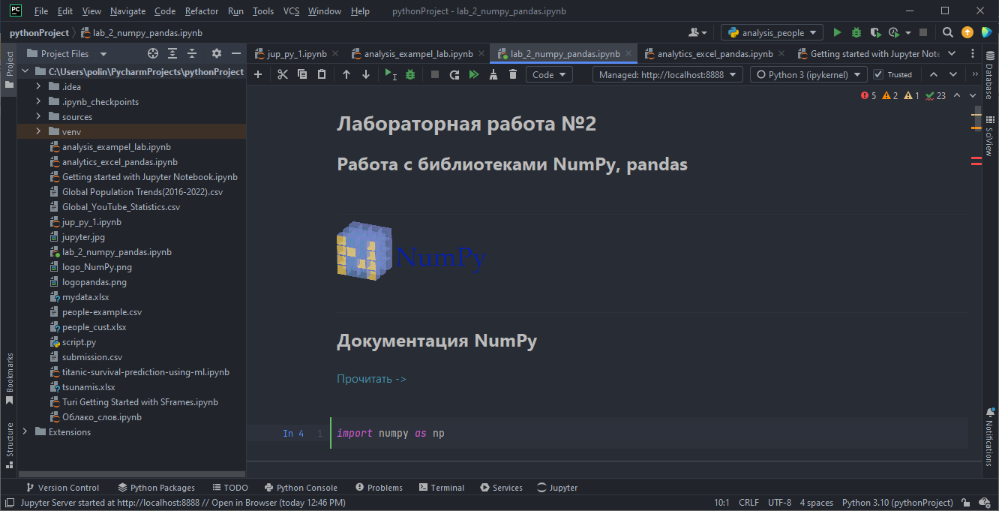 PC File Edit View Navigate Code Refactor Run Tools VCS Window Help pythonProject - lab_2_numpy_pandas.ipynb
pythonProject lab_2_numpy_pandas.ipynb analysis_people
Project
Project Files
C:\Users\polin\PycharmProjects\pythonProject
.idea
.ipynb_checkpoints
sources
venv
analysis_exampel_lab.ipynb
analytics_excel_pandas.ipynb
Getting started with Jupyter Notebook.ipynb
Global Population Trends(2016-2022).csv
Global_YouTube_Statistics.csv
jup_py_1.ipynb
jupyter.jpg
lab_2_numpy_pandas.ipynb
logo_NumPy.png
logopandas.png
mydata.xlsx
people-example.csv
people_cust.xlsx
script.py
submission.csv
titanic-survival-prediction-using-ml.ipynb
tsunamis.xlsx
Turi Getting Started with SFrames.ipynb
Облако_слов.ipynb
Extensions
Bookmarks
Structure
jup_py_1.ipynb analysis_exampel_lab.ipynb lab_2_numpy_pandas.ipynb analytics_excel_pandas.ipynb Getting started with Jupyter Note
Code Managed: http://localhost:8888 Python 3 (ipykernel) Trusted
5 2 1 23
Лабораторная работа №2
Работа с библиотеками NumPy, pandas
NumPy
Документация NumPy
Прочитать ->
In 4 1 import numpy as np
Database
SciView
Notifications
Version Control Python Packages TODO Python Console Problems Terminal Services Jupyter
Jupyter Server started at http://localhost:8888 // Open in Browser (today 12:46 PM) 10:1 CRLF UTF-8 4 spaces Python 3.10 (pythonProject)